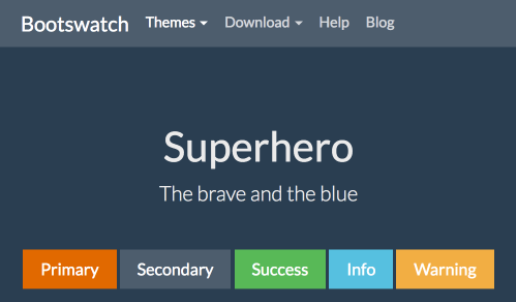 Bootswatch Themes Download Help Blog
Superhero
The brave and the blue
Primary Secondary Success Info Warning